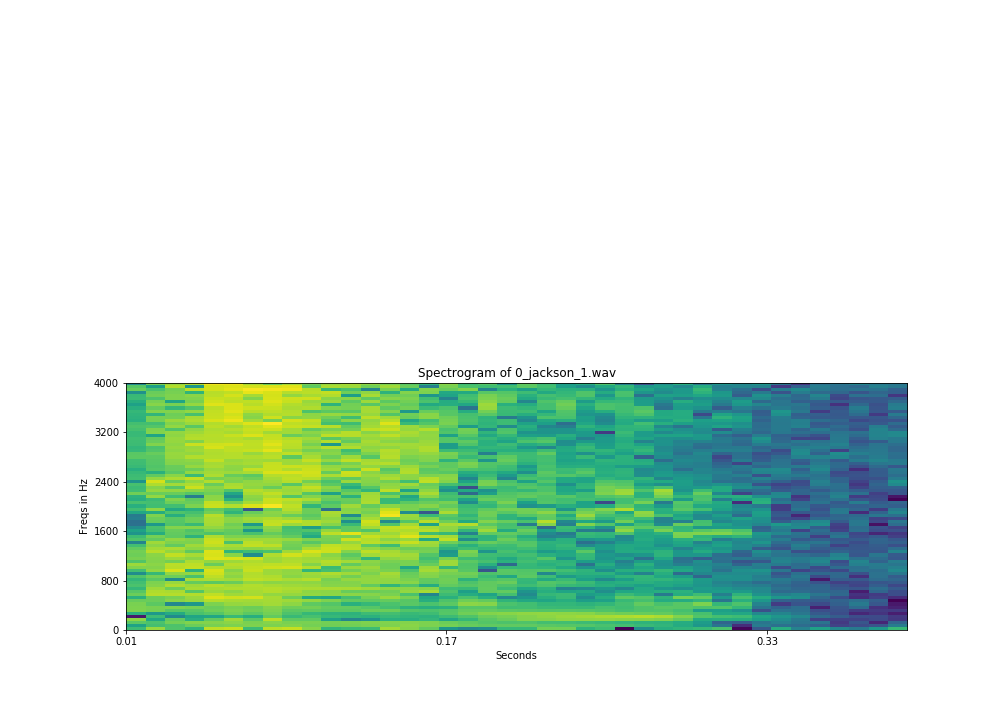 Spectrogram of 0_jackson_1.wav
Freqs in Hz
4000
3200
2400
1600
800
0
0.01 0.17 0.33
Seconds